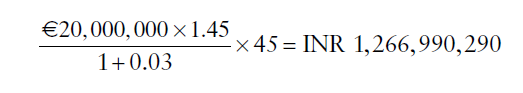 €20,000,000 × 1.45
1 + 0.03
× 45 = INR 1,266,990,290